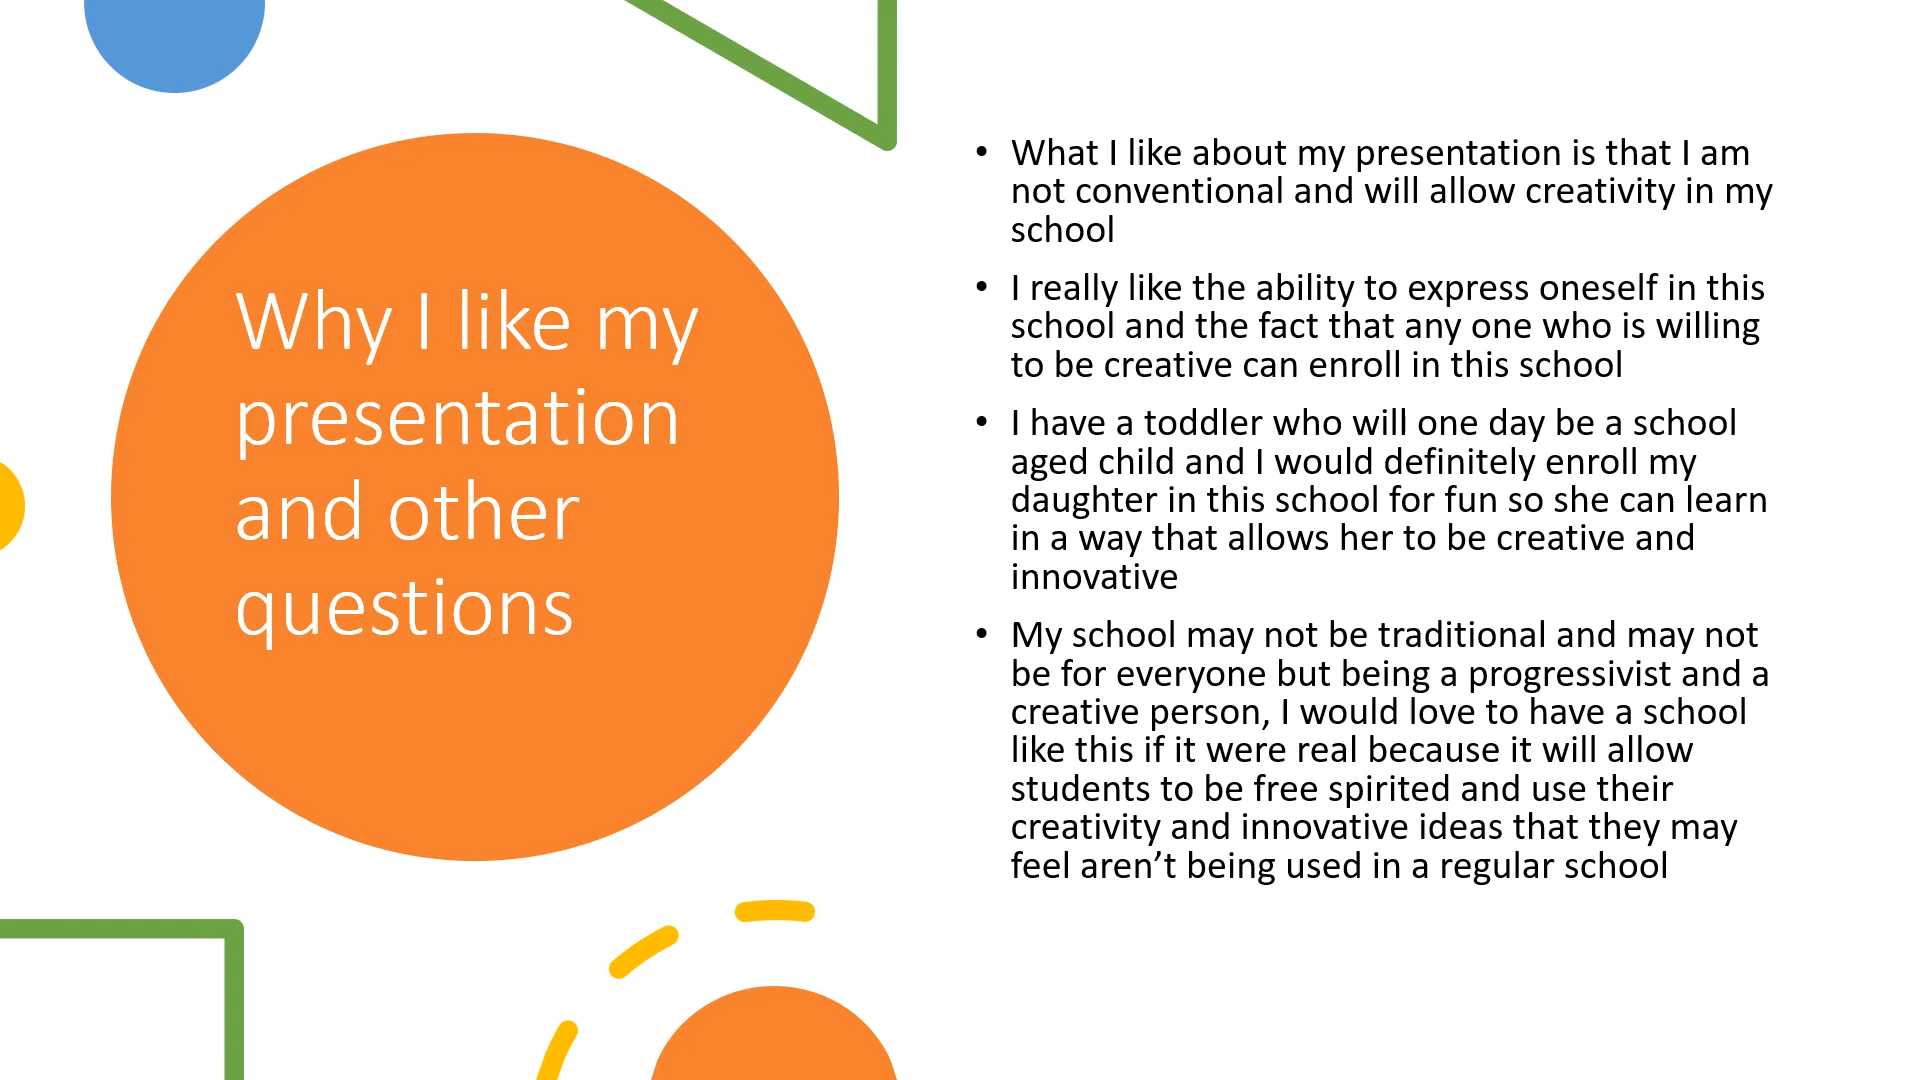 Why I like my
presentation
and other
questions
• What I like about my presentation is that I am
not conventional and will allow creativity in my
school
• I really like the ability to express oneself in this
school and the fact that any one who is willing
to be creative can enroll in this school
• I have a toddler who will one day be a school
aged child and I would definitely enroll my
daughter in this school for fun so she can learn
in a way that allows her to be creative and
innovative
• My school may not be traditional and may not
be for everyone but being a progressivist and a
creative person, I would love to have a school
like this if it were real because it will allow
students to be free spirited and use their
creativity and innovative ideas that they may
feel aren’t being used in a regular school